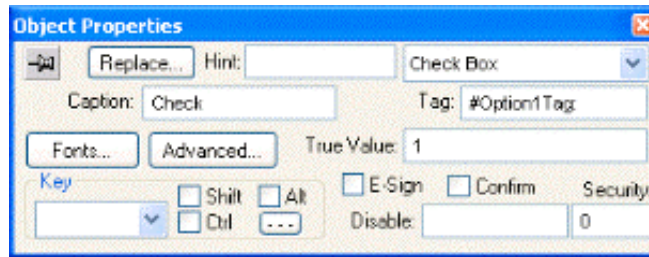 Object Properties
Replace... Hint: Check Box
Caption: Check Tag: #Option1Tag:
Fonts... Advanced... True Value: 1
Key Shift Alt E-Sign Confirm Security
Ctrl ... Disable: 0